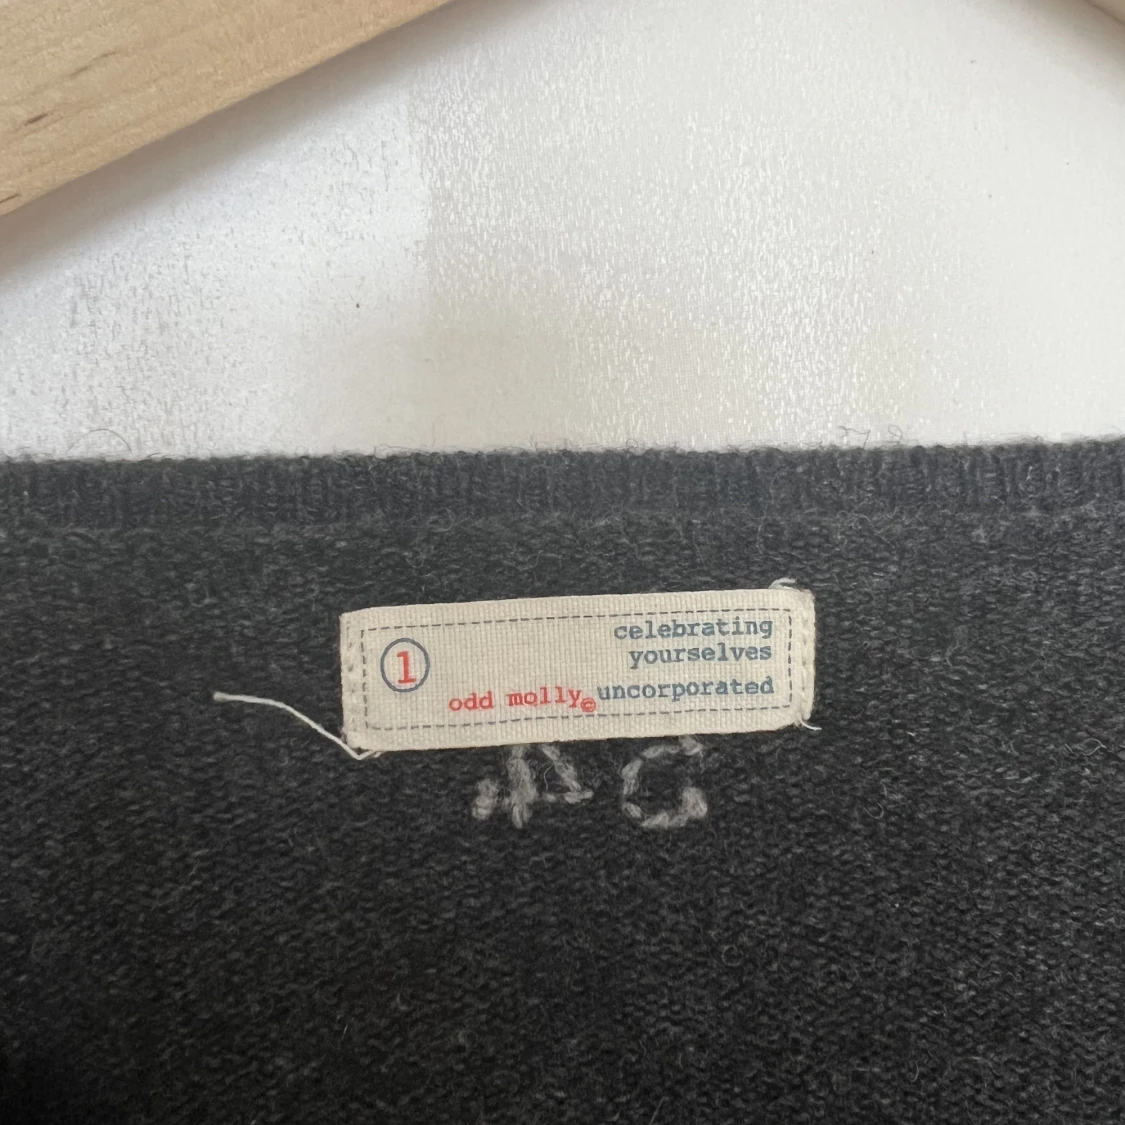 celebrating
yourselves
1
odd molly© uncorporated